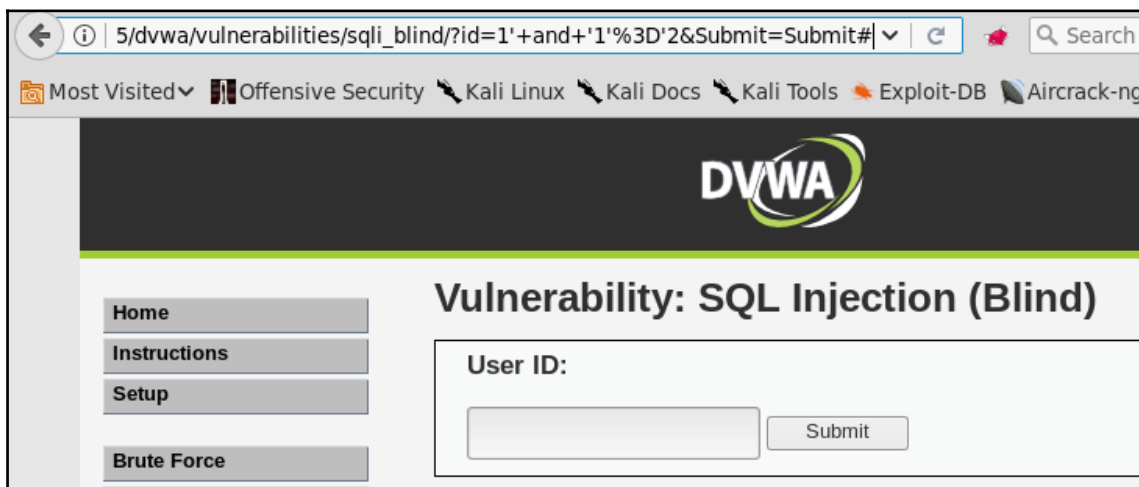 5/dvwa/vulnerabilities/sqli_blind/?id=1'+and+'1'%3D'2&Submit=Submit# Search
Most Visited Offensive Security Kali Linux Kali Docs Kali Tools Exploit-DB Aircrack-ng
DVWA
Vulnerability: SQL Injection (Blind)
Home
Instructions
Setup
Brute Force
User ID:
Submit